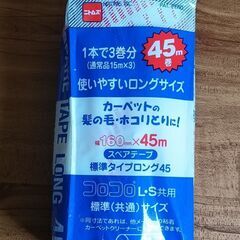 ニトムズ
45m
巻
1本で3巻分
(通常品15m×3)
使いやすいロングサイズ
カーペットの
髪の毛・ホコリとりに!
幅160mm×45m
スペアテープ
標準タイプロング45
コロコロ L・S共用
標準(共通)サイズ
TAPE LONG